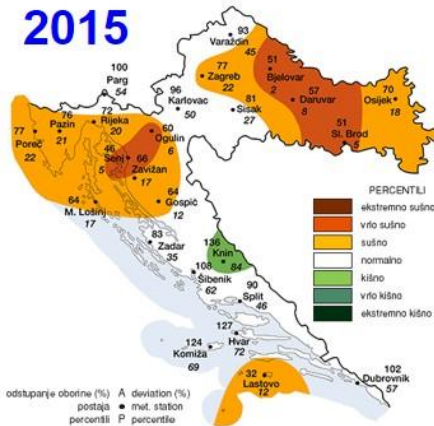 2015
93
Varaždin
45
100
Parg
54
77
Zagreb
22
51
Bjelovar
2
96
Karlovac
50
57
Daruvar
8
70
Osijek
18
81
Sisak
27
76
Pazin
21
72
Rijeka
20
60
Ogulin
6
77
Poreč
22
46
Senj
5
66
Zavižan
17
51
Sl. Brod
5
64
M. Lošinj
17
64
Gospić
12
PERCENTILI
ekstremno sušno
vrlo sušno
sušno
normalno
kišno
vrlo kišno
ekstremno kišno
83
Zadar
35
136
Knin
84
108
Šibenik
62
90
Split
46
127
Hvar
72
124
Komiža
69
32
Lastovo
12
102
Dubrovnik
57
odstupanje oborine (%) A deviation (%)
postaja met. station
percentili P percentile